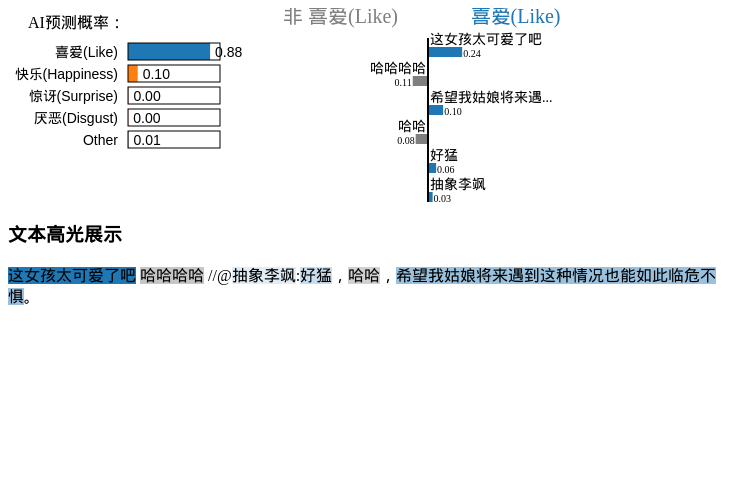 AI预测概率：
喜爱(Like) 0.88
快乐(Happiness) 0.10
惊讶(Surprise) 0.00
厌恶(Disgust) 0.00
Other 0.01
非 喜爱(Like) 喜爱(Like)
这女孩太可爱了吧
0.24
哈哈哈哈
0.11
希望我姑娘将来遇...
0.10
哈哈
0.08
好猛
0.06
抽象李飒
0.03
文本高光展示
这女孩太可爱了吧 哈哈哈哈 //@抽象李飒:好猛，哈哈，希望我姑娘将来遇到这种情况也能如此临危不
惧。